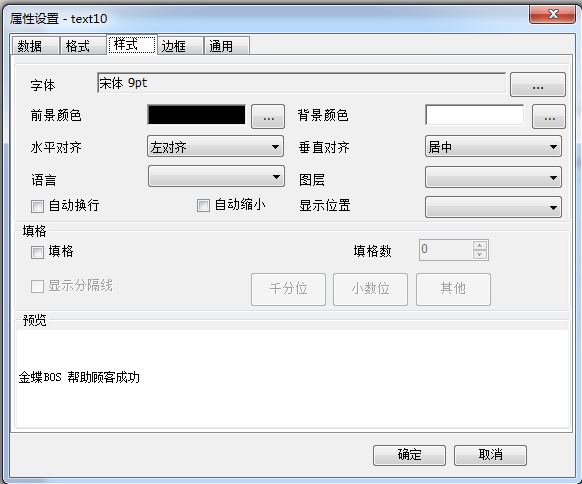 属性设置 - text10
数据 格式 样式 边框 通用
字体 宋体 9pt ...
前景颜色 ... 背景颜色 ...
水平对齐 左对齐 垂直对齐 居中
语言 图层
自动换行 自动缩小 显示位置
填格
填格 填格数 0
显示分隔线 千分位 小数位 其他
预览
金蝶BOS 帮助顾客成功
确定 取消